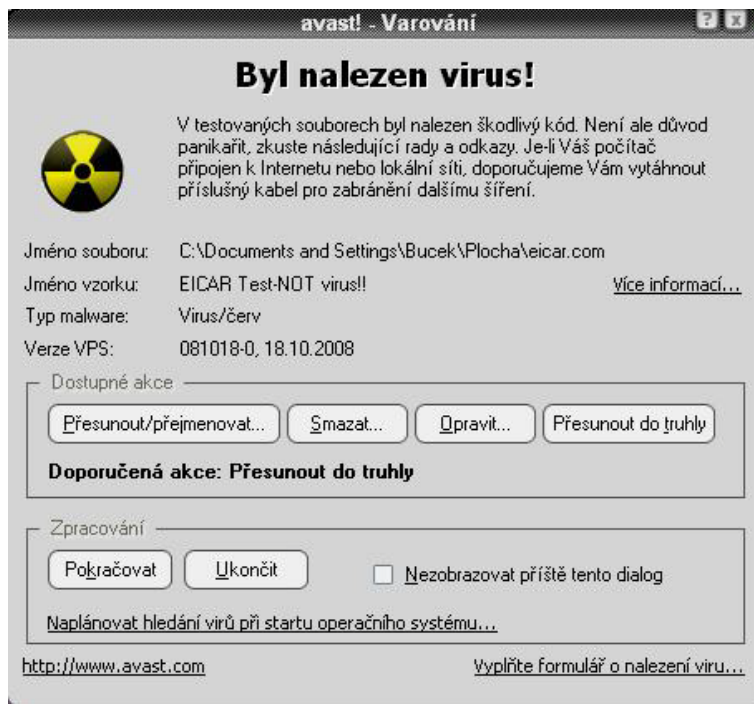 avast! - Varování
Byl nalezen virus!
V testovaných souborech byl nalezen škodlivý kód. Není ale důvod
panikařit, zkuste následující rady a odkazy. Je-li Váš počítač
připojen k Internetu nebo lokální síti, doporučujeme Vám vytáhnout
příslušný kabel pro zabránění dalšímu šíření.
Jméno souboru: C:\Documents and Settings\Bucek\Plocha\eicar.com
Jméno vzorku: EICAR Test-NOT virus!! Více informací...
Typ malware: Virus/červ
Verze VPS: 081018-0, 18.10.2008
Dostupné akce
Přesunout/přejmenovat... Smazat... Opravit... Přesunout do truhly
Doporučená akce: Přesunout do truhly
Zpracování
Pokračovat Ukončit Nezobrazovat příště tento dialog
Naplánovat hledání virů při startu operačního systému...
http://www.avast.com Vyplňte formulář o nalezení viru...